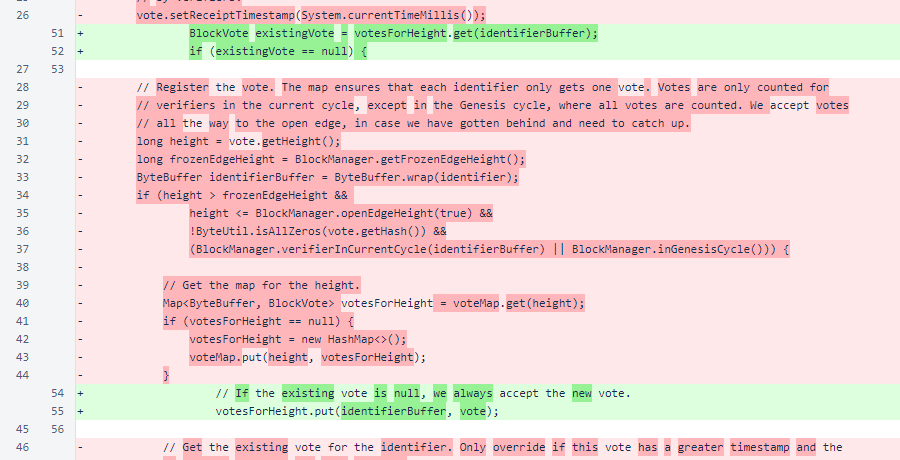 26 - vote.setReceiptTimestamp(System.currentTimeMillis());
51 + BlockVote existingVote = votesForHeight.get(identifierBuffer);
52 + if (existingVote == null) {
27 53
28 - // Register the vote. The map ensures that each identifier only gets one vote. Votes are only counted for
29 - // verifiers in the current cycle, except in the Genesis cycle, where all votes are counted. We accept votes
30 - // all the way to the open edge, in case we have gotten behind and need to catch up.
31 - long height = vote.getHeight();
32 - long frozenEdgeHeight = BlockManager.getFrozenEdgeHeight();
33 - ByteBuffer identifierBuffer = ByteBuffer.wrap(identifier);
34 - if (height > frozenEdgeHeight &&
35 - height <= BlockManager.openEdgeHeight(true) &&
36 - !ByteUtil.isAllZeros(vote.getHash()) &&
37 - (BlockManager.verifierInCurrentCycle(identifierBuffer) || BlockManager.inGenesisCycle())) {
38 -
39 - // Get the map for the height.
40 - Map<ByteBuffer, BlockVote> votesForHeight = voteMap.get(height);
41 - if (votesForHeight == null) {
42 - votesForHeight = new HashMap<>();
43 - voteMap.put(height, votesForHeight);
44 - }
54 + // If the existing vote is null, we always accept the new vote.
55 + votesForHeight.put(identifierBuffer, vote);
45 56
46 - // Get the existing vote for the identifier. Only override if this vote has a greater timestamp and the